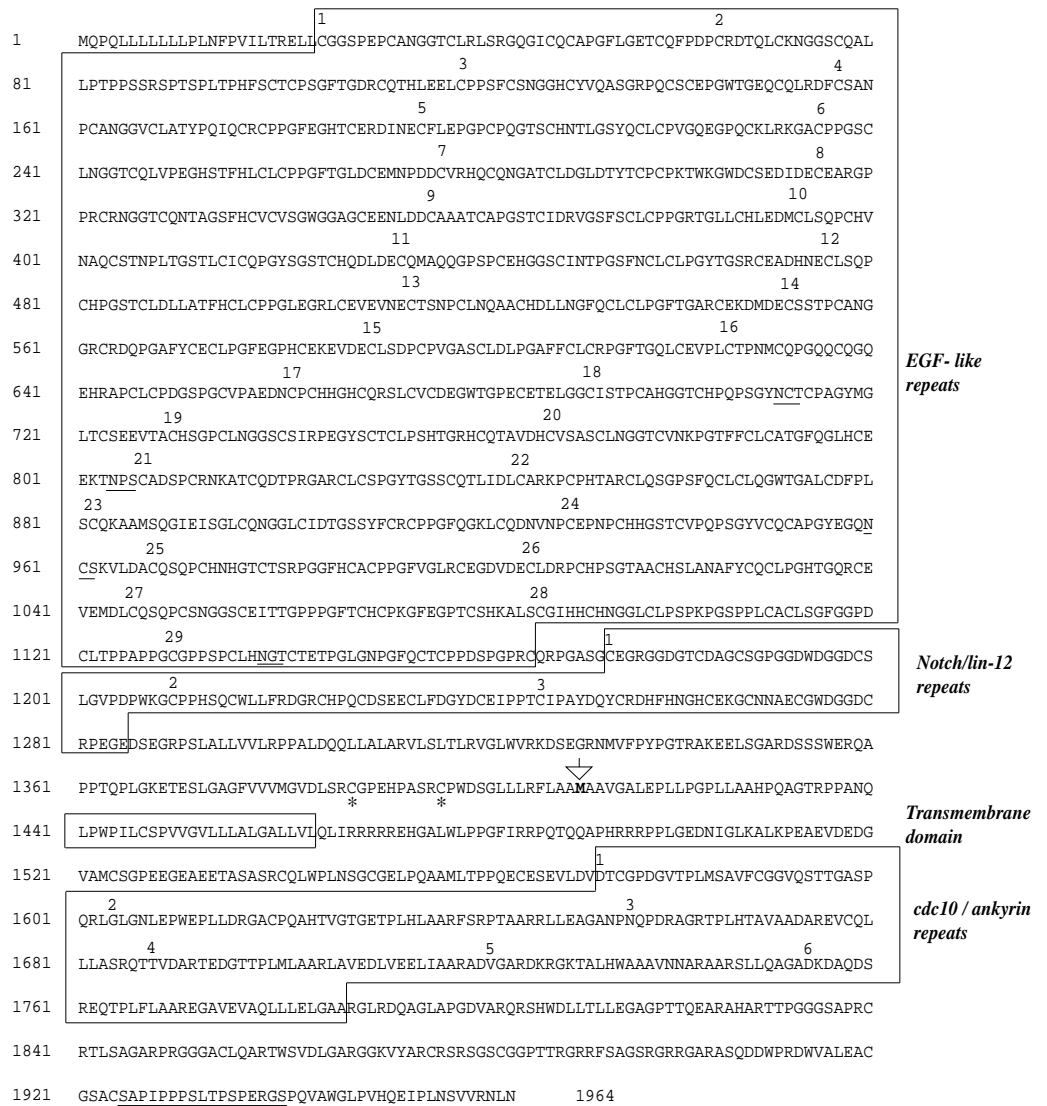 1
2
1 MQPQLLLLLLLPLNFPVILTRELLCGGSPEPCANGGTCLRLSRGQGICQCAPGFLGETCQFPDPCRDTQLCKNGGSCQAL
3
4
81 LPTPPSSRSPTSPLTPHFSCTCPSGFTGDRCQTHLEELCPPSFCSNGGHCYVQASGRPQCSCEPGWTGEQCQLRDFCSAN
5
6
161 PCANGGVCLATYPQIQCRCPPGFEGHTCERDINECFLEPGPCPQGTSCHNTLGSYQCLCPVGQEGPQCKLRKGACPPGSC
7
8
241 LNGGTCQLVPEGHSTFHLCLCPPGFTGLDCEMNPDDCVRHQCQNGATCLDGLDTYTCPCPKTWKGWDCSEDIDECEARGP
9
10
321 PRCRNGGTCQNTAGSFHCVCVSGWGGAGCEENLDDCAAATCAPGSTCIDRVGSFSCLCPPGRTGLLCHLEDMCLSQPCHV
11
12
401 NAQCSTNPLTGSTLCICQPGYSGSTCHQDLDECQMAQQGPSPCEHGGSCINTPGSFNCLCLPGYTGSRCEADHNECLSQP
13
14
481 CHPGSTCLDLLATFHCLCPPGLEGRLCEVEVNECTSNPCLNQAACHDLLNGFQCLCLPGFTGARCEKDMDECSSTPCANG
15
16
561 GRCRDQPGAFYCECLPGFEGPHCEKEVDECLSDPCPVGASCLDLPGAFFCLCRPGFTGQLCEVPLCTPNMCQPGQQCQGQ
EGF- like
17
18
641 EHRAPCLCPDGSPGCVPAEDNCPCHHGHCQRSLCVCDEGWTGPECETELGGCISTPCAHGGTCHPQPSGYNCTCPAGYMG
repeats
19
20
721 LTCSEEVTACHSGPCLNGGSCSIRPEGYSCTCLPSHTGRHCQTAVDHCVSASCLNGGTCVNKPGTFFCLCATGFQGLHCE
21
22
801 EKTNPSCADSPCRNKATCQDTPRGARCLCSPGYTGSSCQTLIDLCARKPCPHTARCLQSGPSFQCLCLQGWTGALCDFPL
23
24
881 SCQKAAMSQGIEISGLCQNGGLCIDTGSSYFCRCPPGFQGKLCQDNVNPCEPNPCHHGSTCVPQPSGYVCQCAPGYEGQN
25
26
961 CSKVLDACQSQPCHNHGTCTSRPGGFHCACPPGFVGLRCEGDVDECLDRPCHPSGTAACHSLANAFYCQCLPGHTGQRCE
27
28
1041 VEMDLCQSQPCSNGGSCEITTGPPPGFTCHCPKGFEGPTCSHKALSCGIHHCHNGGLCLPSPKPGSPPLCACLSGFGGPD
29
1
1121 CLTPPAPPGCGPPSPCLHNGTCTETPGLGNPGFQCTCPPDSPGPRCQRPGASGCEGRGGDGTCDAGCSGPGGDWDGGDCS
Notch/lin-12
repeats
2
3
1201 LGVPDPWKGCPPHSQCWLLFRDGRCHPQCDSEECLFDGYDCEIPPTCIPAYDQYCRDHFHNGHCEKGCNNAECGWDGGDC
1281 RPEGEDSEGRPSLALLVVLRPPALDQQLLALARVLSLTLRVGLWVRKDSEGRNMVFPYPGTRAKEELSGARDSSSWERQA
1361 PPTQPLGKETESLGAGFVVVMGVDLSRCGPEHPASRCPWDSGLLLRFLAAMAAVGALEPLLPGPLLAAHPQAGTRPPANQ
* *
Transmembrane
1441 LPWPILCSPVVGVLLLALGALLVLQLIRRRRREHGALWLPPGFIRRPQTQQAPHRRRPPLGEDNIGLKALKPEAEVDEDG
domain
1
1521 VAMCSGPEEGEAEETASASRCQLWPLNSGCGELPQAAMLTPPQECESEVLDVDTCGPDGVTPLMSAVFCGGVQSTTGASP
cdc10 / ankyrin
2
3
1601 QRLGLGNLEPWEPLLDRGACPQAHTVGTGETPLHLAARFSRPTAARRLLEAGANPNQPDRAGRTPLHTAVAADAREVCQL
repeats
4
5
6
1681 LLASRQTTVDARTEDGTTPLMLAARLAVEDLVEELIAARADVGARDKRGKTALHWAAAVNNARAARSLLQAGADKDAQDS
1761 REQTPLFLAAREGAVEVAQLLLELGAARGLRDQAGLAPGDVARQRSHWDLLTLLEGAGPTTQEARAHARTTPGGGSAPRC
1841 RTLSAGARPRGGGACLQARTWSVDLGARGGKVYARCRSRSGSCGGPTTRGRRFSAGSRGRRGARASQDDWPRDWVALEAC
1921 GSACSAPIPPPSLTPSPERGSPQVAWGLPVHQEIPLNSVVRNLN 1964